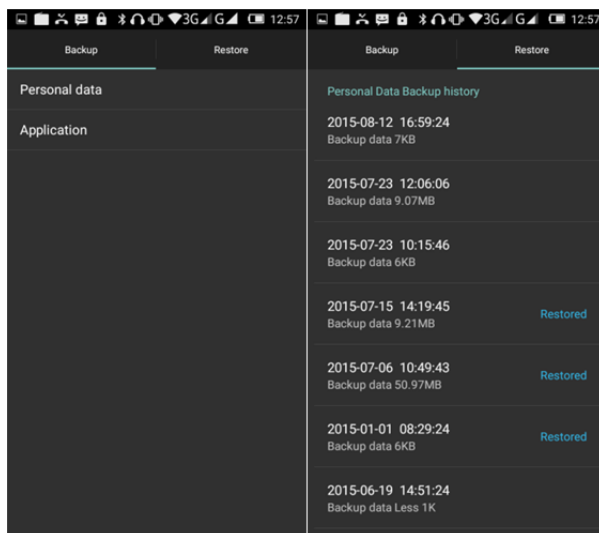 3G G 12:57
Backup Restore
Personal data
Application
3G G 12:57
Backup Restore
Personal Data Backup history
2015-08-12 16:59:24
Backup data 7KB
2015-07-23 12:06:06
Backup data 9.07MB
2015-07-23 10:15:46
Backup data 6KB
2015-07-15 14:19:45
Backup data 9.21MB
Restored
2015-07-06 10:49:43
Backup data 50.97MB
Restored
2015-01-01 08:29:24
Backup data 6KB
Restored
2015-06-19 14:51:24
Backup data Less 1K